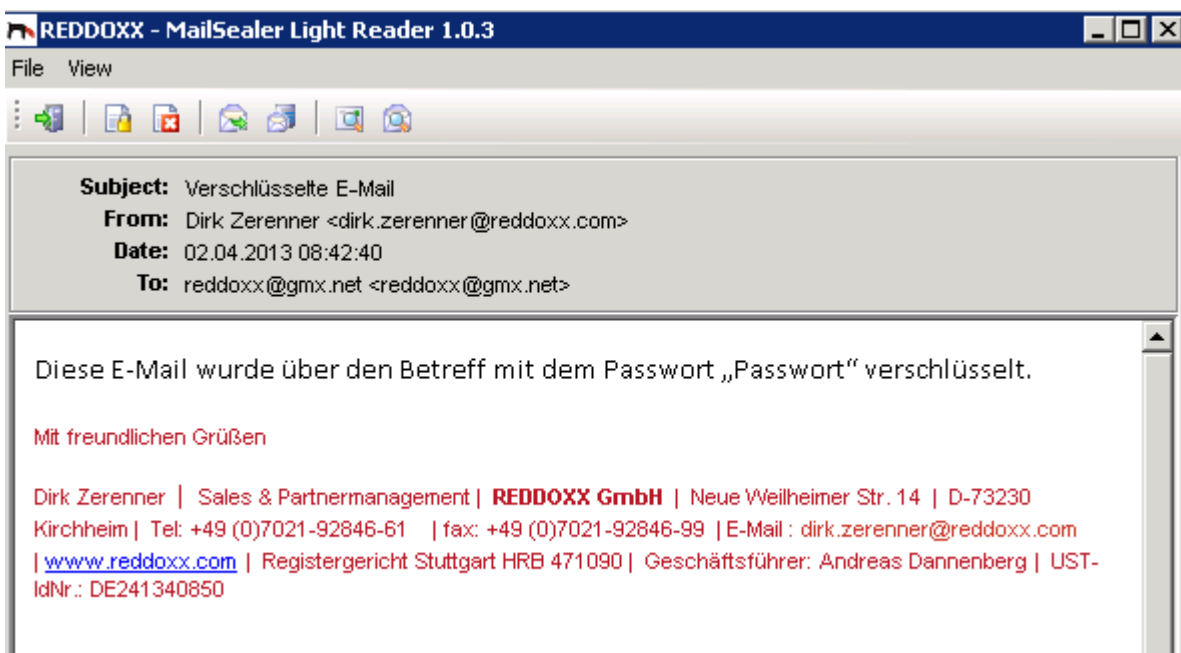 REDDOXX - MailSealer Light Reader 1.0.3
File View
Subject: Verschlüsselte E-Mail
From: Dirk Zerenner <dirk.zerenner@reddoxx.com>
Date: 02.04.2013 08:42:40
To: reddoxx@gmx.net <reddoxx@gmx.net>
Diese E-Mail wurde über den Betreff mit dem Passwort „Passwort“ verschlüsselt.
Mit freundlichen Grüßen
Dirk Zerenner | Sales & Partnermanagement | REDDOXX GmbH | Neue Weilheimer Str. 14 | D-73230
Kirchheim | Tel: +49 (0)7021-92846-61 | fax: +49 (0)7021-92846-99 | E-Mail : dirk.zerenner@reddoxx.com
| www.reddoxx.com | Registergericht Stuttgart HRB 471090 | Geschäftsführer: Andreas Dannenberg | UST-
IdNr.: DE241340850